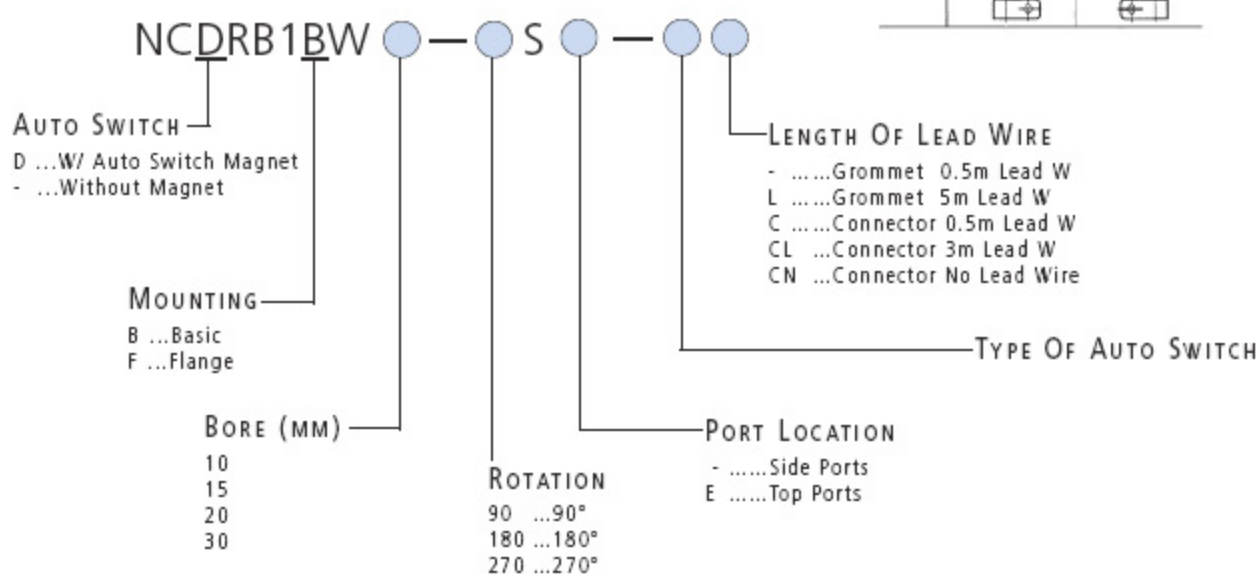 NCDRB1BW — S —
AUTO SWITCH
D ...W/ Auto Switch Magnet
- ...Without Magnet
LENGTH OF LEAD WIRE
- ......Grommet 0.5m Lead W
L ......Grommet 5m Lead W
C ......Connector 0.5m Lead W
CL ...Connector 3m Lead W
CN ...Connector No Lead Wire
MOUNTING
B ...Basic
F ...Flange
TYPE OF AUTO SWITCH
BORE (MM)
10
15
20
30
PORT LOCATION
- ......Side Ports
E ......Top Ports
ROTATION
90 ...90°
180 ...180°
270 ...270°